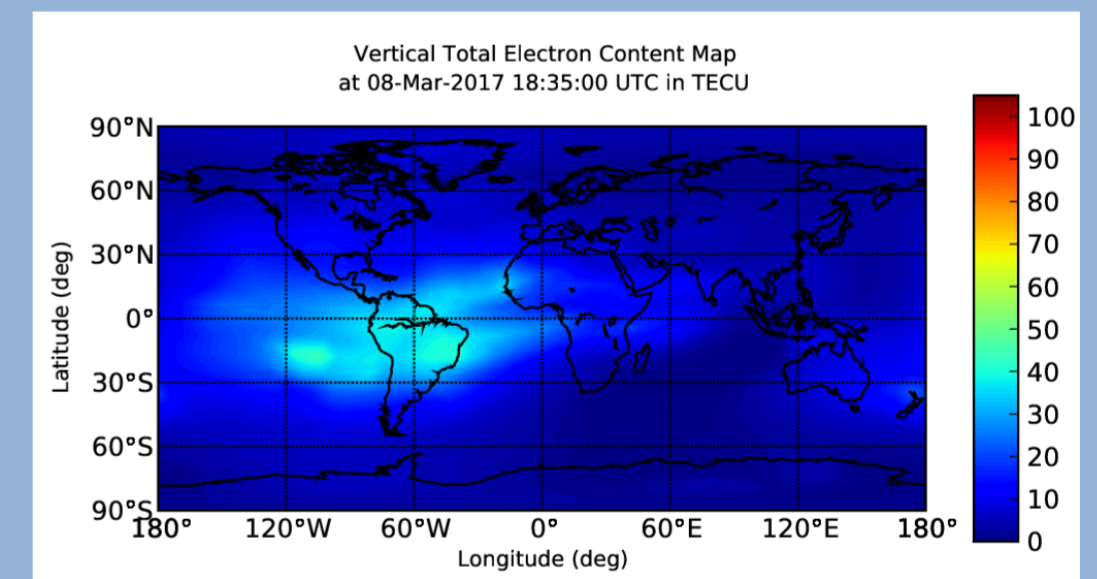 Vertical Total Electron Content Map
at 08-Mar-2017 18:35:00 UTC in TECU
90°N
60°N
30°N
0°
30°S
60°S
90°S
Latitude (deg)
180°
120°W
60°W
0°
60°E
120°E
180°
Longitude (deg)
100
90
80
70
60
50
40
30
20
10
0